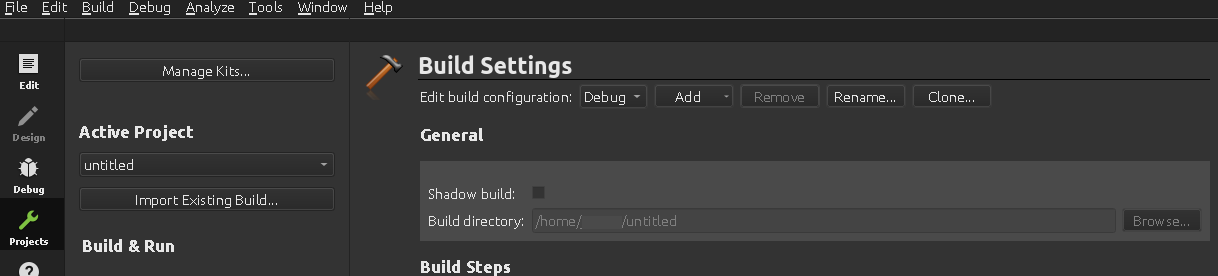 File Edit Build Debug Analyze Tools Window Help
Edit
Design
Debug
Projects
Manage Kits...
Active Project
untitled
Import Existing Build...
Build & Run
Build Settings
Edit build configuration: Debug Add Remove Rename... Clone...
General
Shadow build:
Build directory: /home/ /untitled Browse...
Build Steps